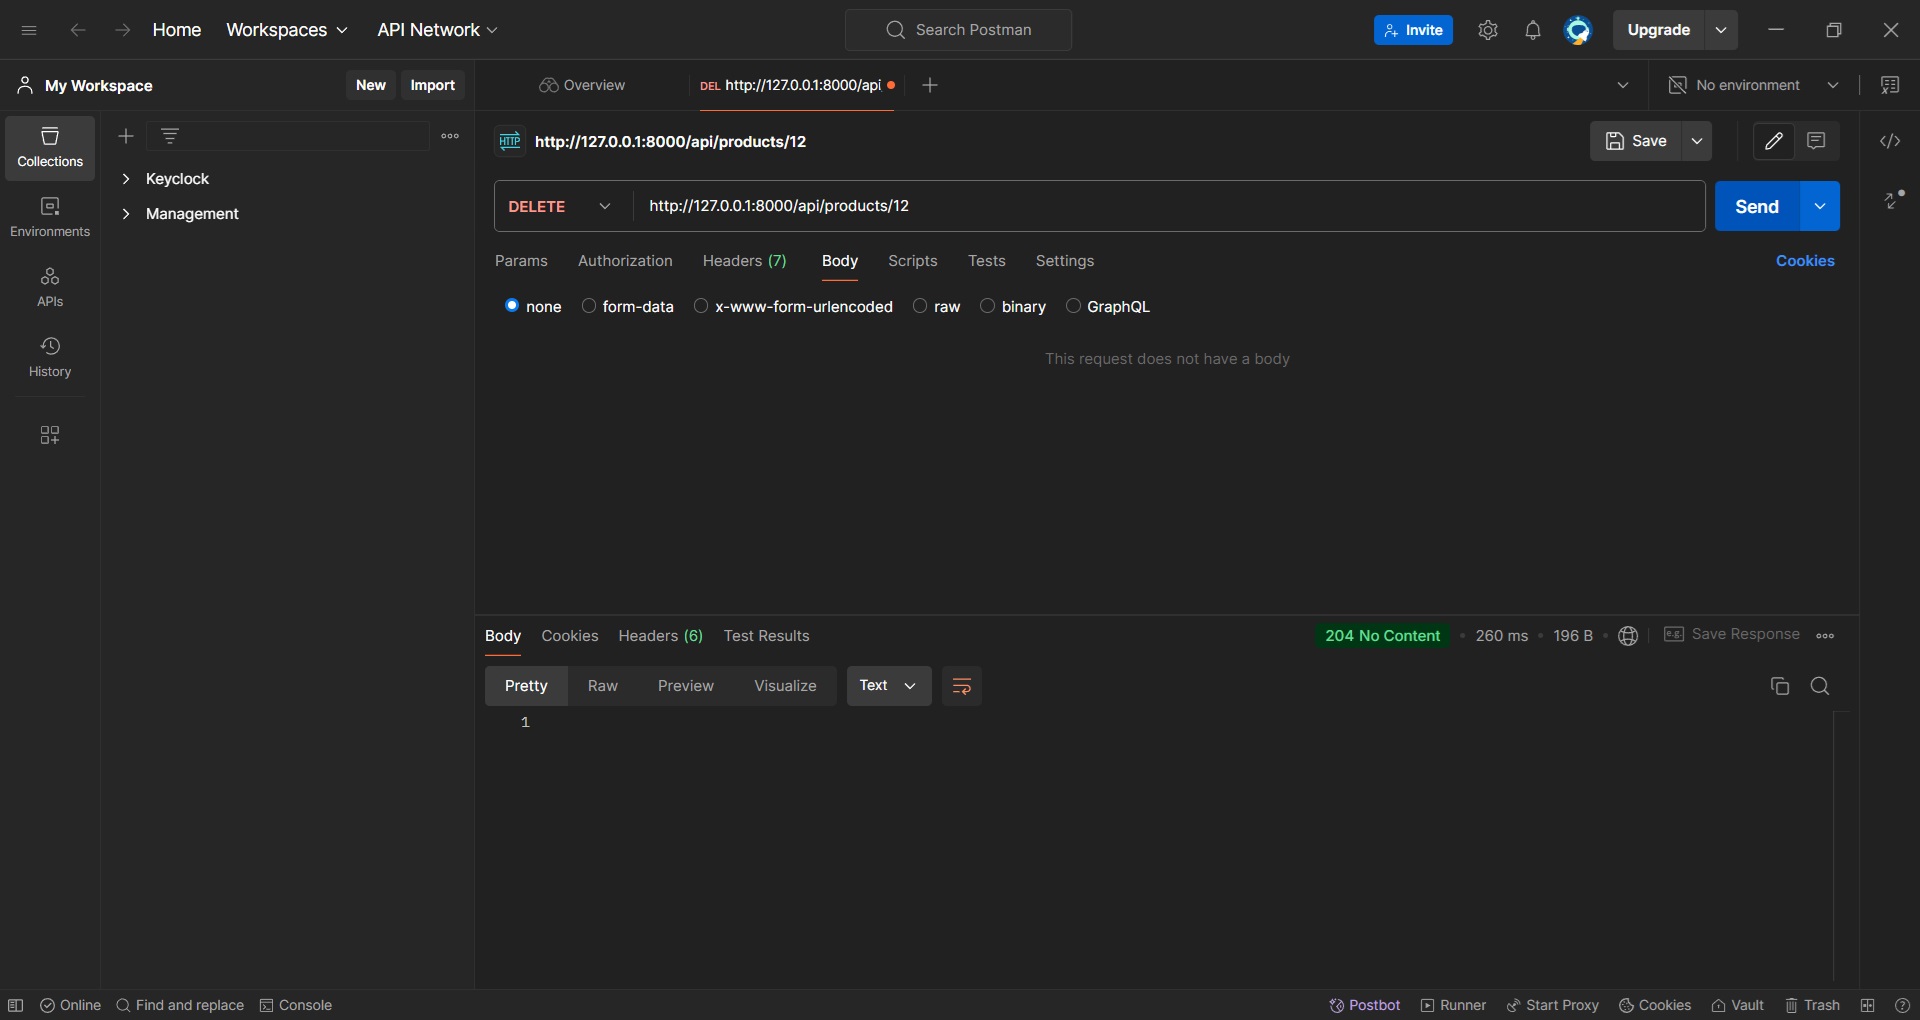 Home Workspaces API Network Search Postman Invite Upgrade
My Workspace New Import Overview DEL http://127.0.0.1:8000/api No environment
Collections
http://127.0.0.1:8000/api/products/12 Save
Keyclock
DELETE http://127.0.0.1:8000/api/products/12 Send
Management
Environments
Params Authorization Headers (7) Body Scripts Tests Settings Cookies
APIs
none form-data x-www-form-urlencoded raw binary GraphQL
This request does not have a body
History
Body Cookies Headers (6) Test Results 204 No Content 260 ms 196 B e.g. Save Response
Pretty Raw Preview Visualize Text
1
Online Find and replace Console Postbot Runner Start Proxy Cookies Vault Trash